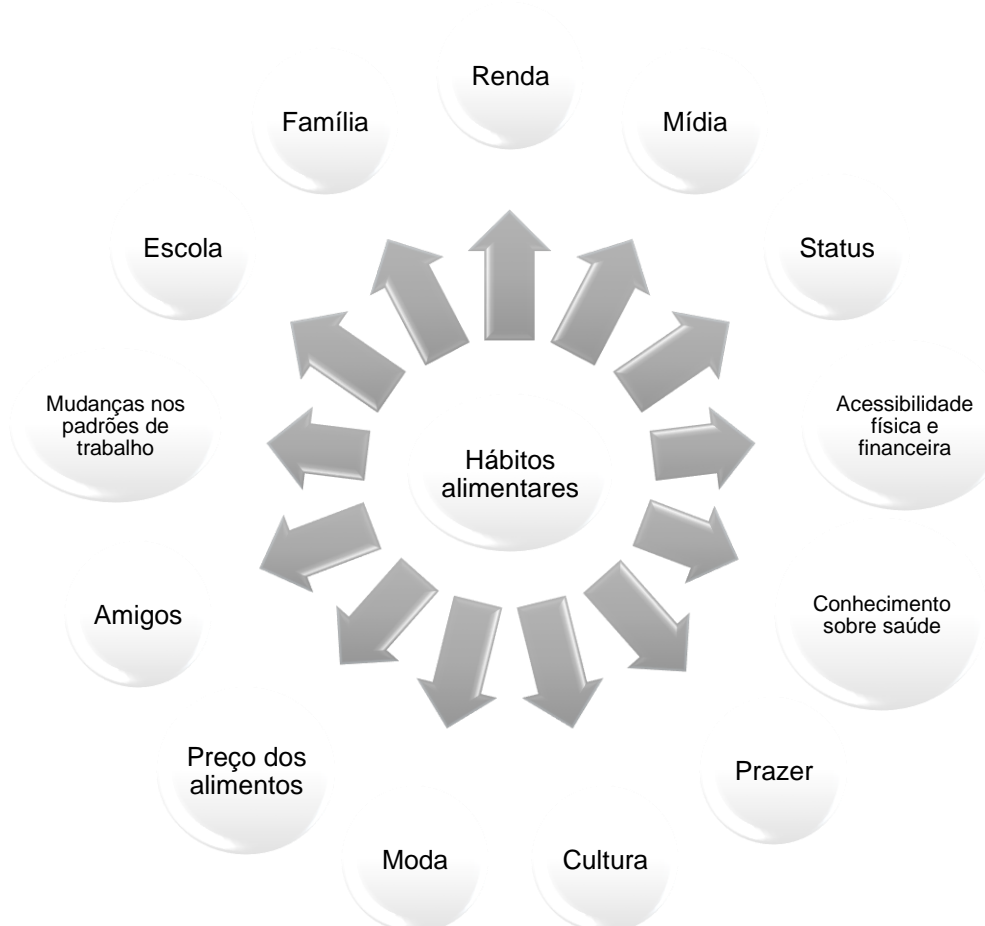 Renda
Família
Mídia
Escola
Status
Mudanças nos
padrões de
trabalho
Acessibilidade
física e
financeira
Hábitos
alimentares
Amigos
Conhecimento
sobre saúde
Preço dos
alimentos
Prazer
Moda
Cultura